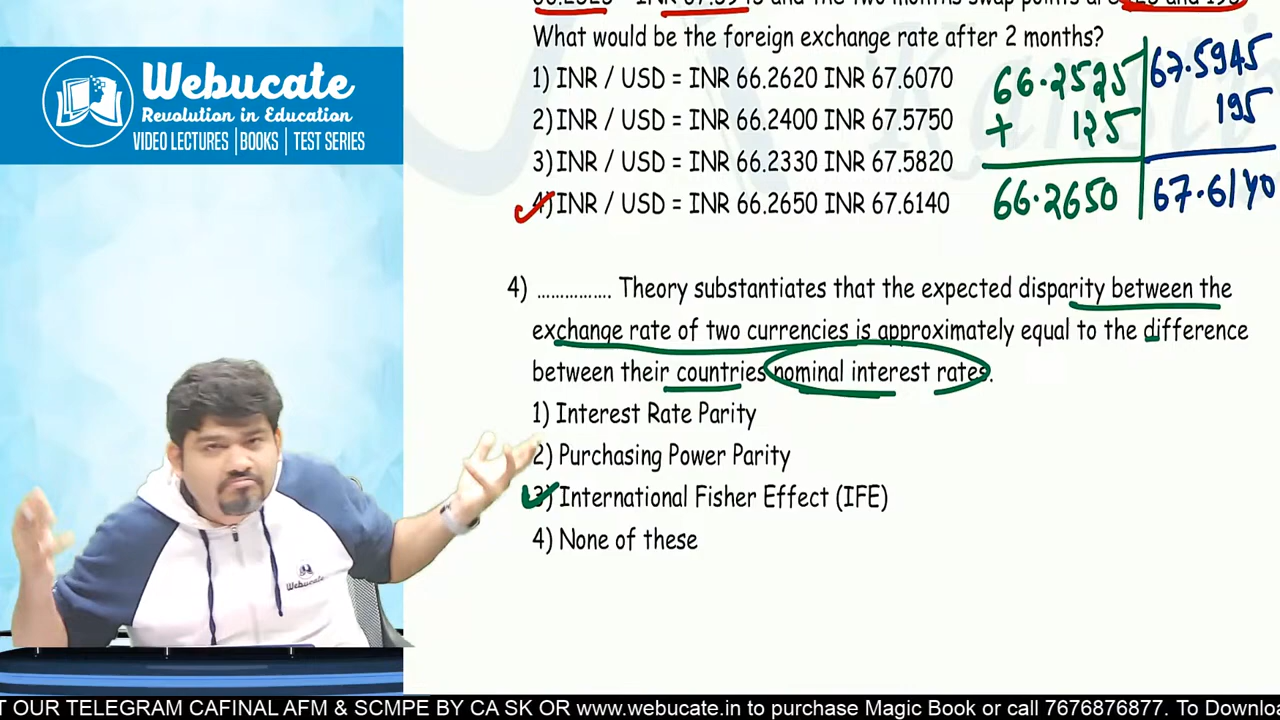 Webucate
Revolution in Education
VIDEO LECTURES | BOOKS | TEST SERIES
What would be the foreign exchange rate after 2 months?
1) INR / USD = INR 66.2620 INR 67.6070
2) INR / USD = INR 66.2400 INR 67.5750
3) INR / USD = INR 66.2330 INR 67.5820
4) INR / USD = INR 66.2650 INR 67.6140
66.2525
+ 125
66.2650
67.5945
195
67.6140
4) ............... Theory substantiates that the expected disparity between the
exchange rate of two currencies is approximately equal to the difference
between their countries nominal interest rates.
1) Interest Rate Parity
2) Purchasing Power Parity
3) International Fisher Effect (IFE)
4) None of these
Webucate
T OUR TELEGRAM CAFINAL AFM & SCMPE BY CA SK OR www.webucate.in to purchase Magic Book or call 7676876877. To Downloa